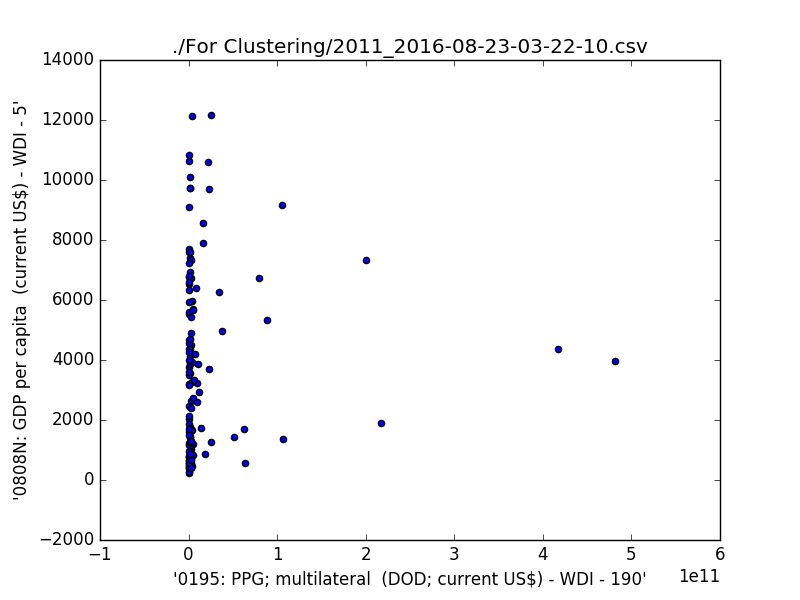 ./For Clustering/2011_2016-08-23-03-22-10.csv
'0808N: GDP per capita  (current US$) - WDI - 5'
14000
12000
10000
8000
6000
4000
2000
0
−2000
−1 0 1 2 3 4 5 6
1e11
'0195: PPG; multilateral  (DOD; current US$) - WDI - 190'